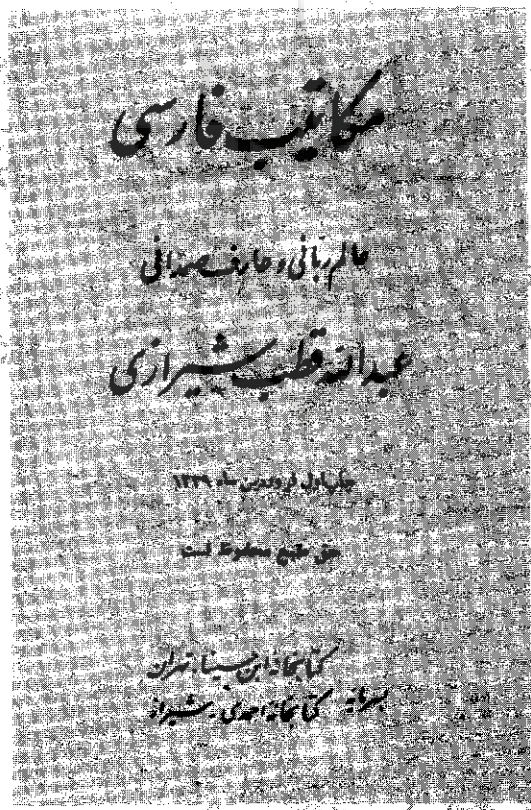 مکاتیب فارسی
عالم ربانی و عارف صمدانی
عبدالله قطب شیرازی
چاپ اول فروردین ماه ۱۳۳۹
حق طبع محفوظ است
کتابخانه ابن سینا - تهران
بسرمایه کتابخانه احمدی - شیراز